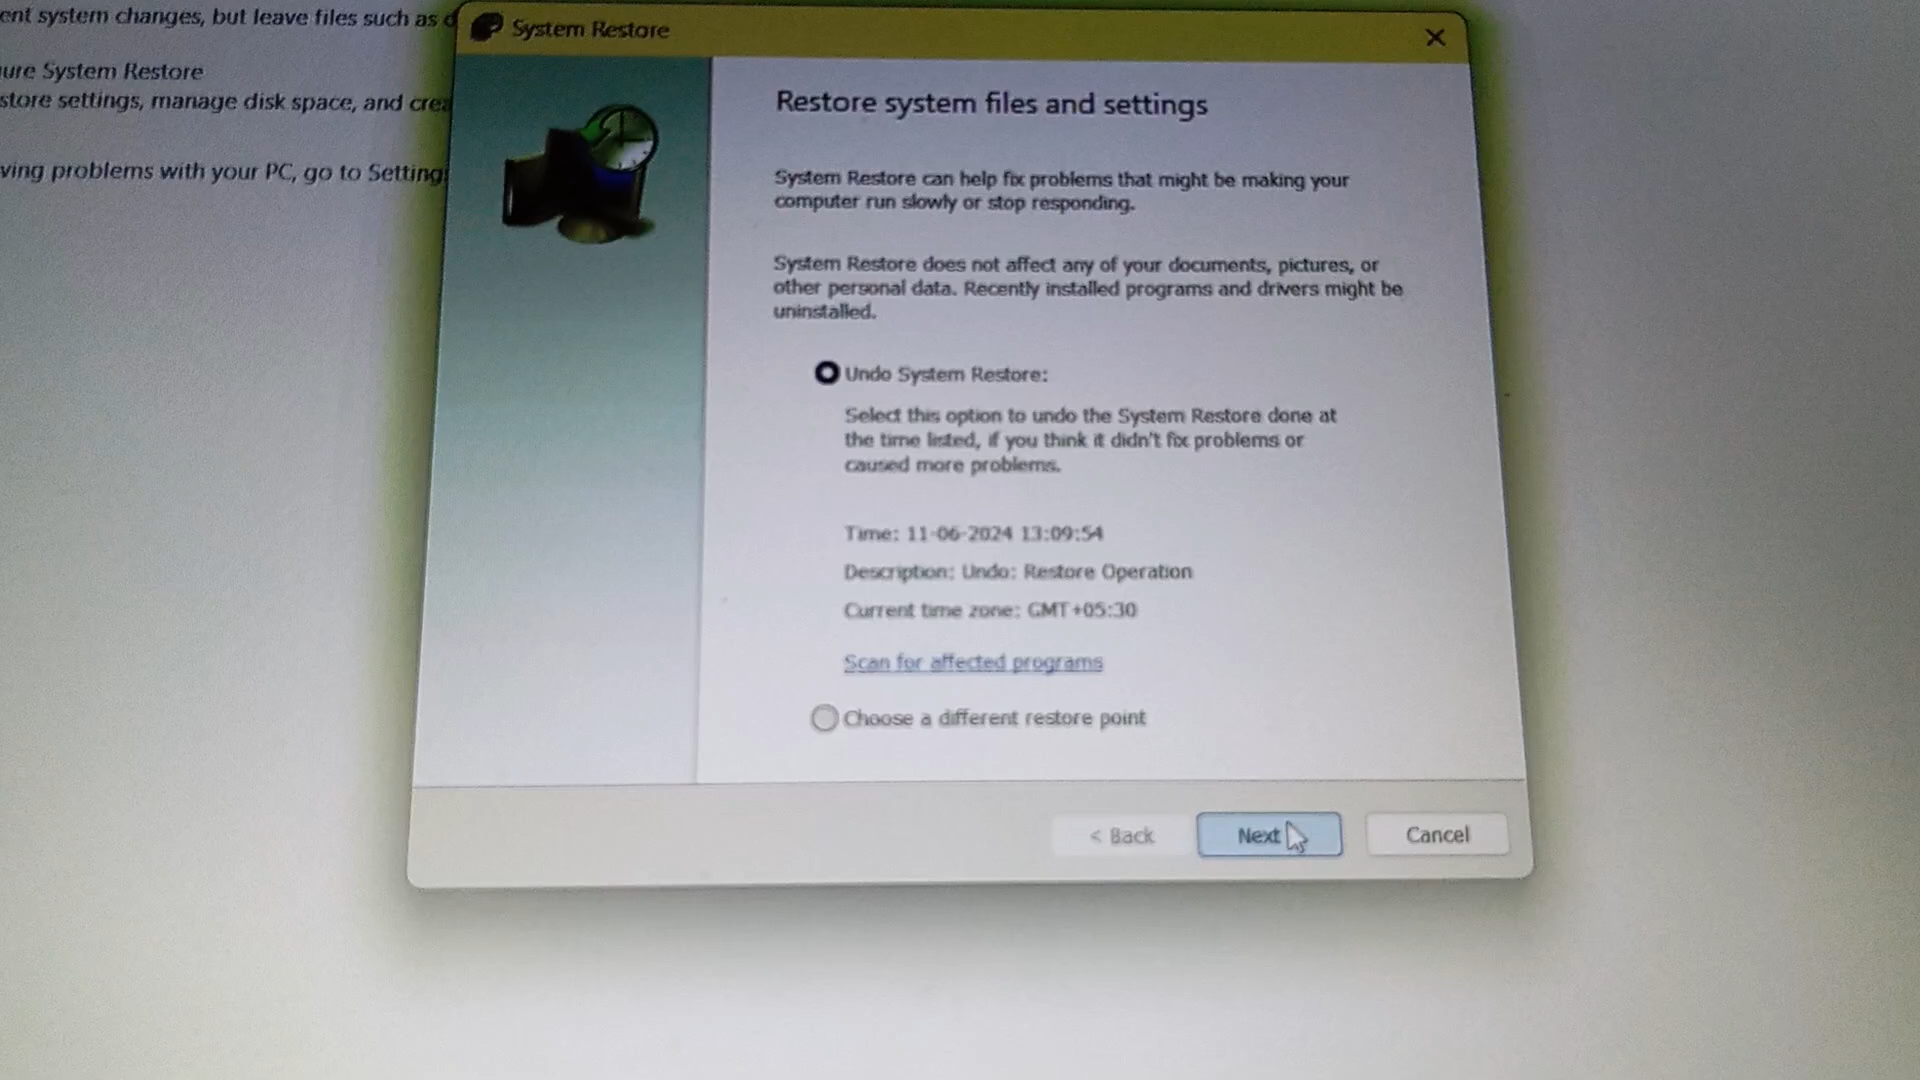 ent system changes, but leave files such as d
ure System Restore
store settings, manage disk space, and crea
ving problems with your PC, go to Setting
System Restore
Restore system files and settings
System Restore can help fix problems that might be making your
computer run slowly or stop responding.
System Restore does not affect any of your documents, pictures, or
other personal data. Recently installed programs and drivers might be
uninstalled.
Undo System Restore:
Select this option to undo the System Restore done at
the time listed, if you think it didn't fix problems or
caused more problems.
Time: 11-06-2024 13:09:54
Description: Undo: Restore Operation
Current time zone: GMT+05:30
Scan for affected programs
Choose a different restore point
< Back
Next
Cancel